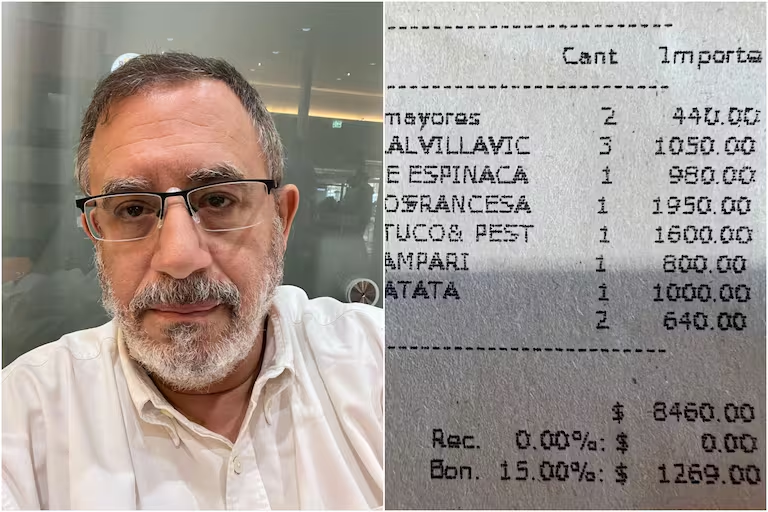 Cant Importe
mayores 2 440.00
ALVILLAVIC 3 1050.00
E ESPINACA 1 980.00
OSFRANCESA 1 1950.00
TUCO& PEST 1 1600.00
AMPARI 1 800.00
ATATA 1 1000.00
2 640.00
$ 8460.00
Rec. 0.00%: $ 0.00
Bon. 15.00%: $ 1269.00